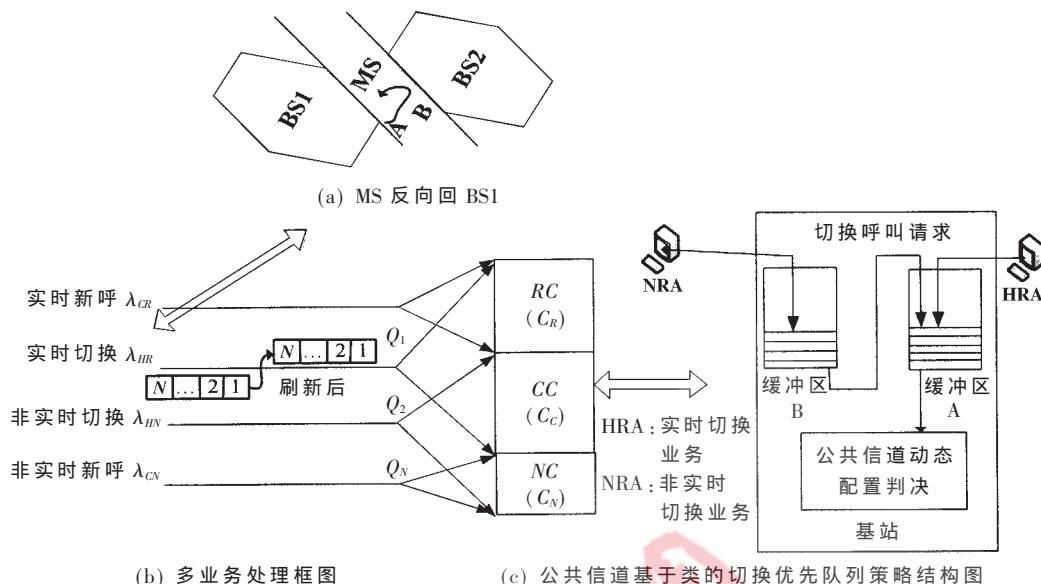 BS1
MS
A
B
BS2
(a) MS 反向回 BS1
实时新呼 λCR
实时切换 λHR
N … 2 1
N … 2 1
刷新后
非实时切换 λHN
非实时新呼 λCN
Q1
Q2
QN
RC
(CR)
CC
(CC)
NC
(CN)
HRA：实时切换
业务
NRA：非实时
切换业务
(b) 多业务处理框图
切换呼叫请求
NRA
HRA
缓冲区
B
缓冲区
A
公共信道动态
配置判决
基站
(c) 公共信道基于类的切换优先队列策略结构图